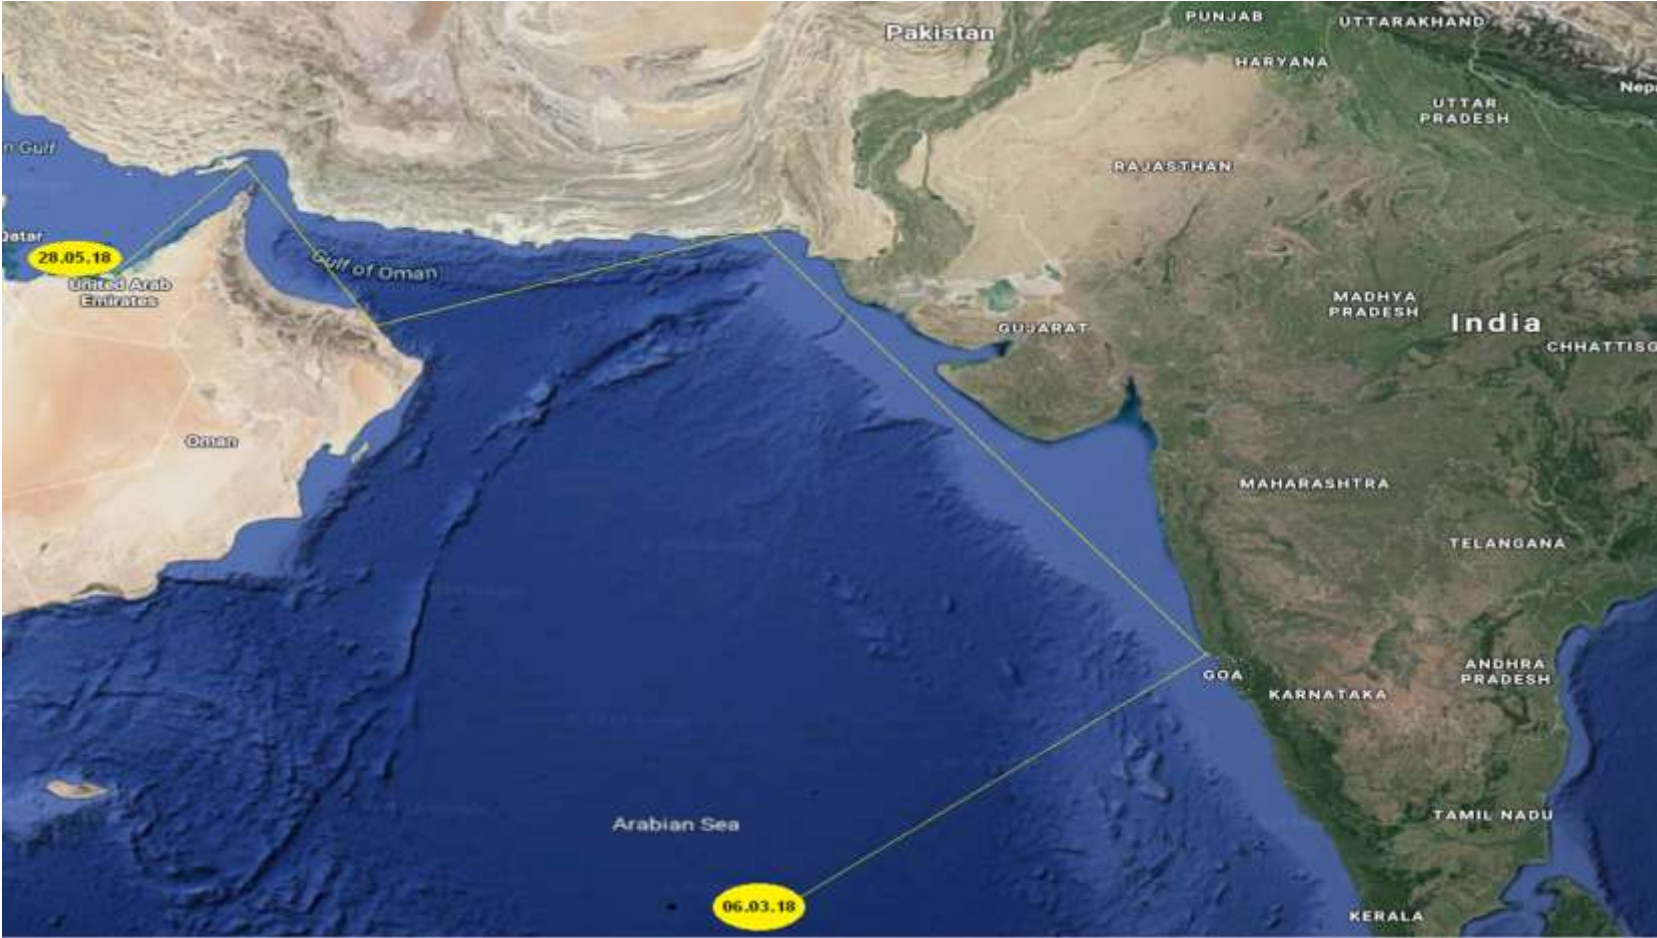 PUNJAB
UTTARAKHAND
Pakistan
HARYANA
Nep
UTTAR
PRADESH
n Gulf
RAJASTHAN
Qatar
28.05.18
Gulf of Oman
United Arab
Emirates
MADHYA
PRADESH
GUJARAT
India
CHHATTISG
Oman
MAHARASHTRA
TELANGANA
GOA
ANDHRA
PRADESH
KARNATAKA
TAMIL NADU
Arabian Sea
06.03.18
KERALA